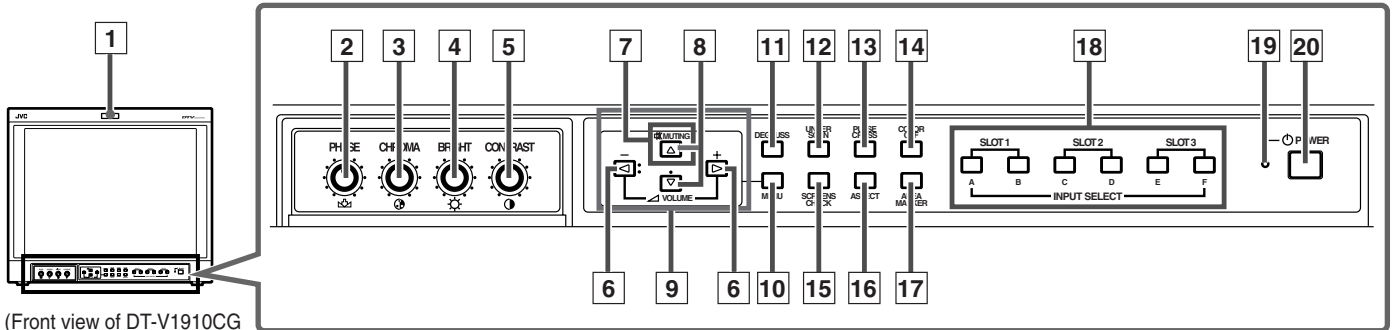 1
2
3
4
5
7
8
11
12
13
14
18
19
20
JVC
PHASE
CHROMA
BRIGHT
CONTRAST
MUTING
−
+
VOLUME
DEGAUSS
UNDER SCAN
PULSE CROSS
COLOR OFF
MENU
SCREENS CHECK
ASPECT
AREA MARKER
SLOT 1
SLOT 2
SLOT 3
A
B
C
D
E
F
INPUT SELECT
POWER
6
9
6
10
15
16
17
(Front view of DT-V1910CG